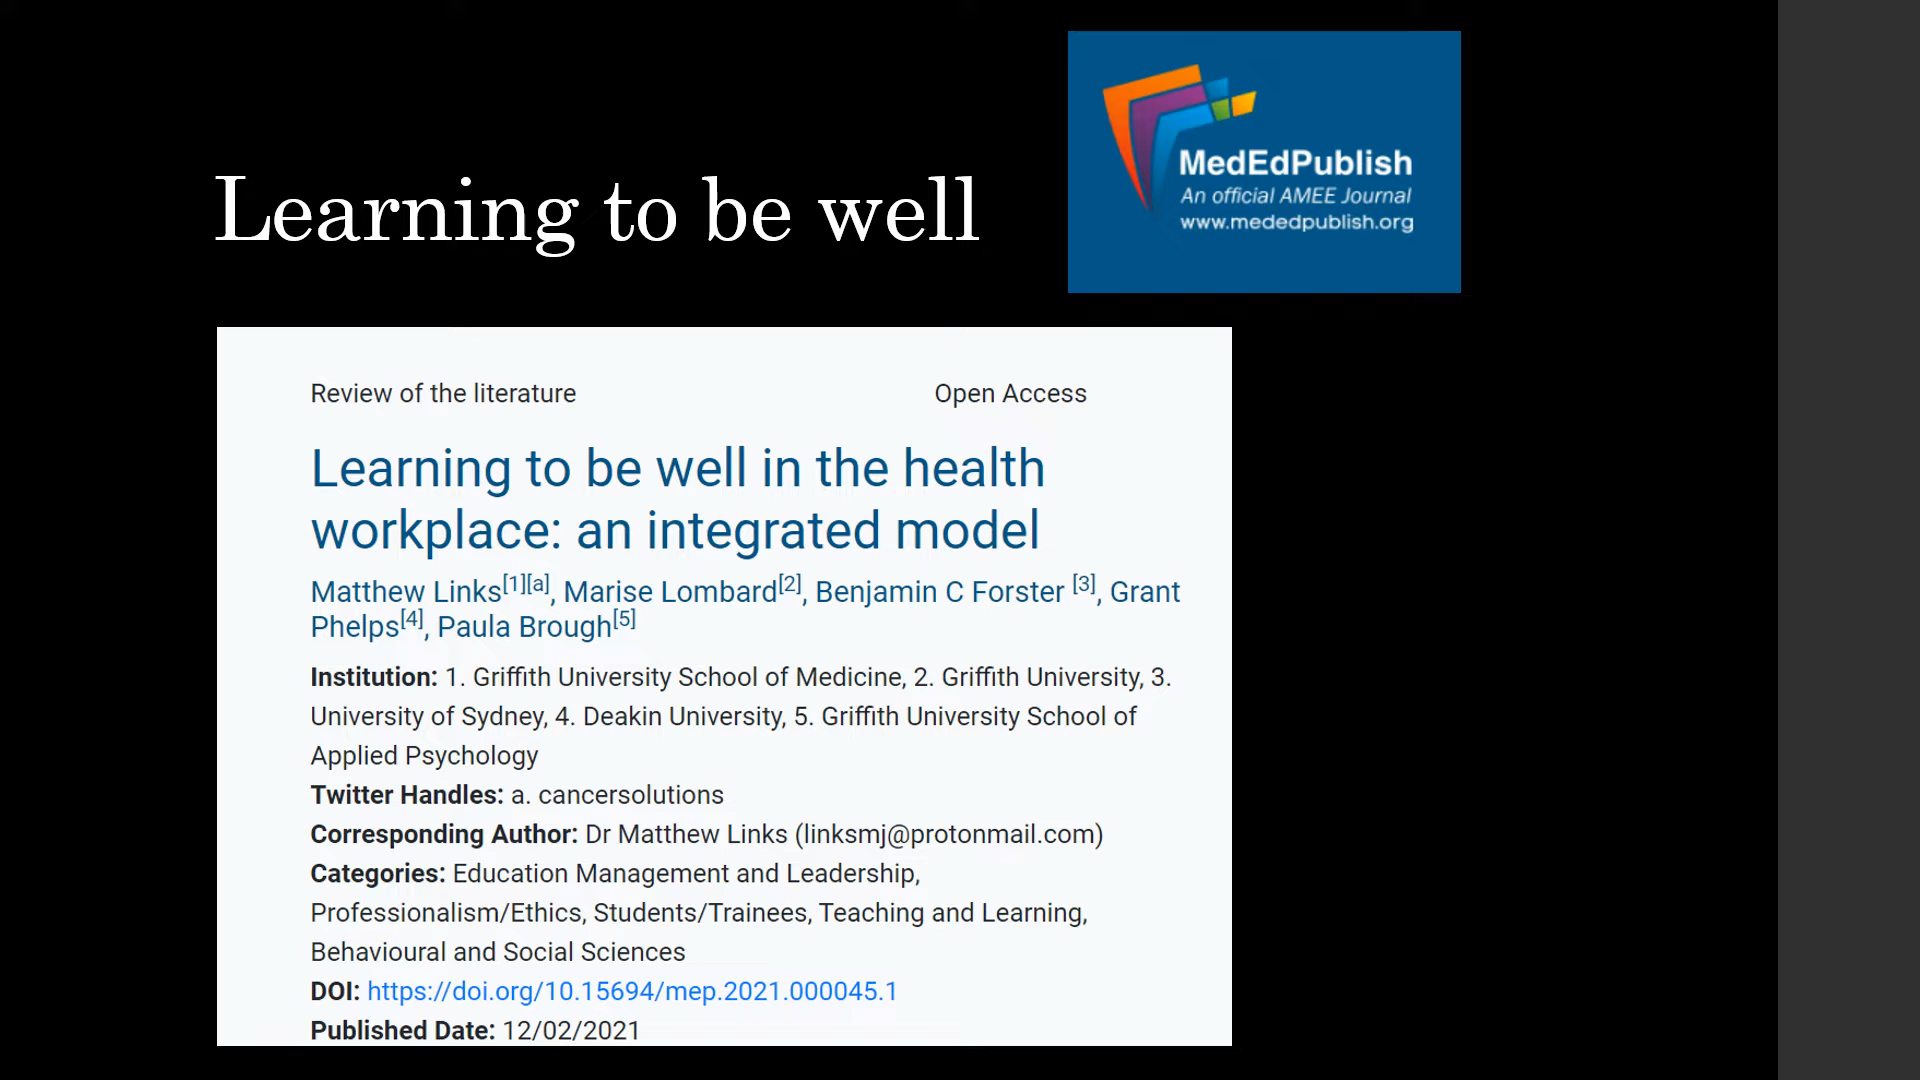 Learning to be well
MedEdPublish
An official AMEE Journal
www.mededpublish.org
Review of the literature
Open Access
Learning to be well in the health
workplace: an integrated model
Matthew Links[1][a], Marise Lombard[2], Benjamin C Forster [3], Grant
Phelps[4], Paula Brough[5]
Institution: 1. Griffith University School of Medicine, 2. Griffith University, 3.
University of Sydney, 4. Deakin University, 5. Griffith University School of
Applied Psychology
Twitter Handles: a. cancersolutions
Corresponding Author: Dr Matthew Links (linksmj@protonmail.com)
Categories: Education Management and Leadership,
Professionalism/Ethics, Students/Trainees, Teaching and Learning,
Behavioural and Social Sciences
DOI: https://doi.org/10.15694/mep.2021.000045.1
Published Date: 12/02/2021